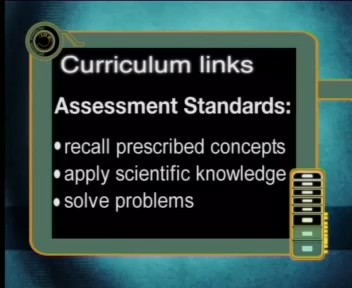 Curriculum links
Assessment Standards:
• recall prescribed concepts
• apply scientific knowledge
• solve problems